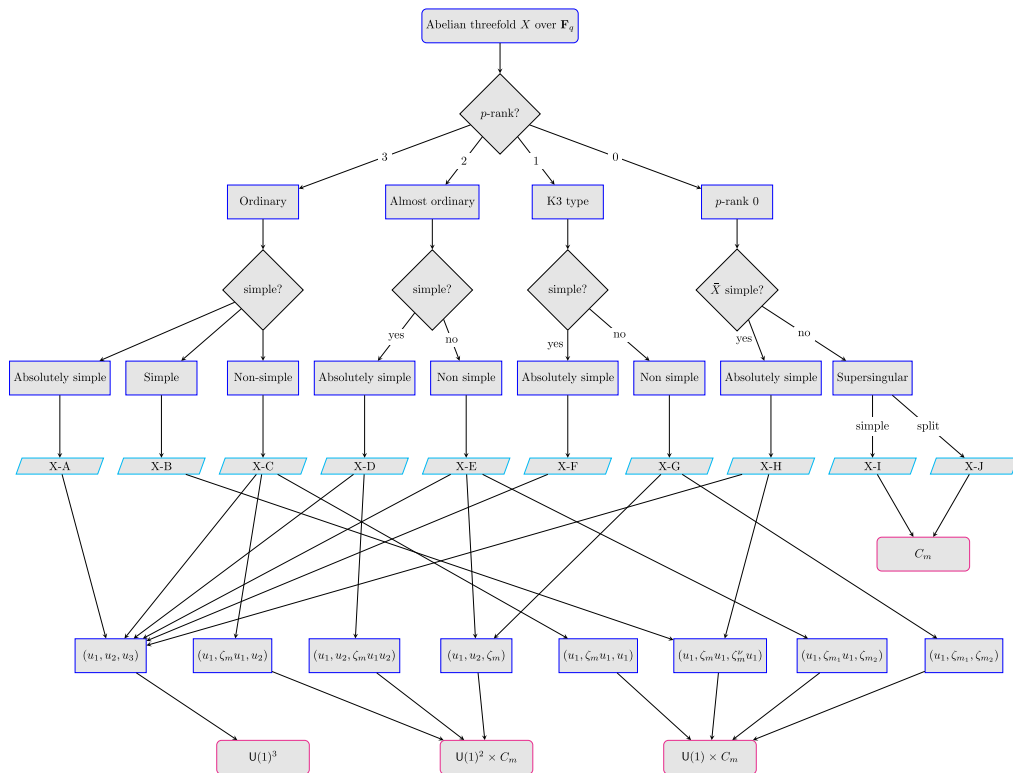 Abelian threefold X over F_q
p-rank?
3
2
1
0
Ordinary
Almost ordinary
K3 type
p-rank 0
simple?
simple?
simple?
X̄ simple?
yes
no
yes
no
yes
no
Absolutely simple
Simple
Non-simple
Absolutely simple
Non simple
Absolutely simple
Non simple
Absolutely simple
Supersingular
simple
split
X-A
X-B
X-C
X-D
X-E
X-F
X-G
X-H
X-I
X-J
C_m
(u_1, u_2, u_3)
(u_1, ζ_m u_1, u_2)
(u_1, u_2, ζ_m u_1 u_2)
(u_1, u_2, ζ_m)
(u_1, ζ_m u_1, u_1)
(u_1, ζ_m u_1, ζ_m^ν u_1)
(u_1, ζ_{m_1} u_1, ζ_{m_2})
(u_1, ζ_{m_1}, ζ_{m_2})
U(1)^3
U(1)^2 × C_m
U(1) × C_m